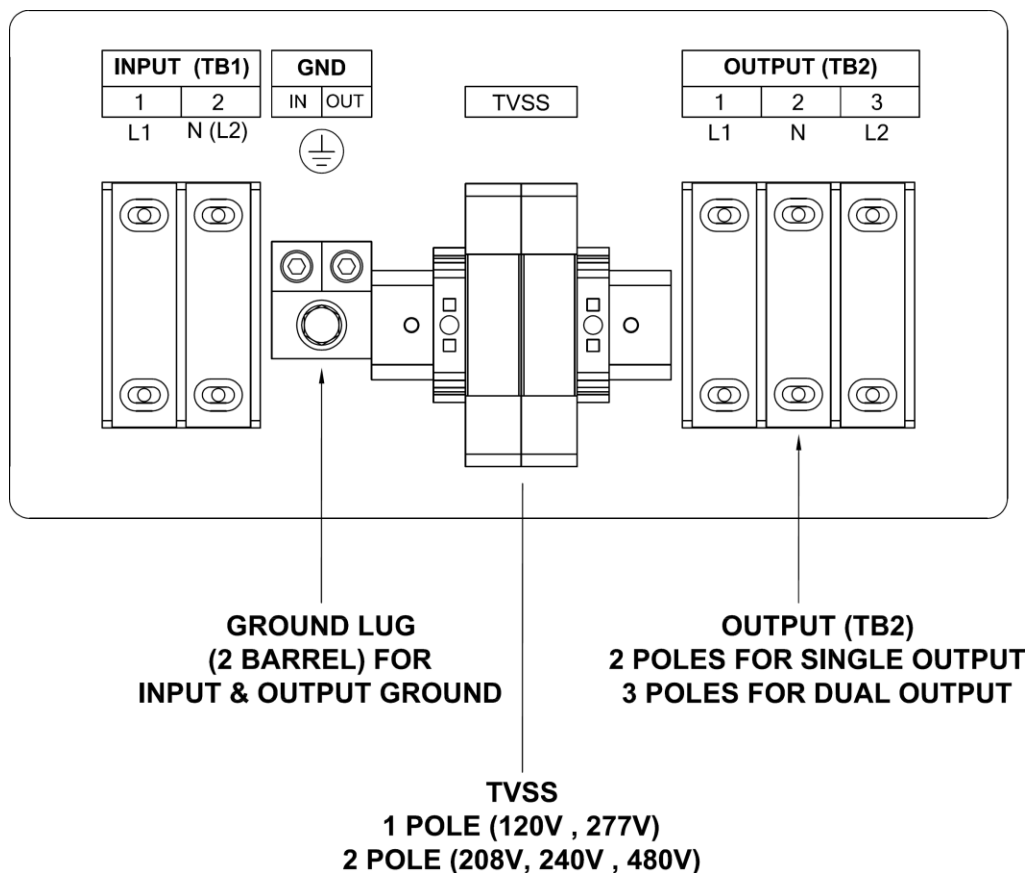 INPUT (TB1)
1 2
L1 N (L2)
GND
IN OUT
TVSS
OUTPUT (TB2)
1 2 3
L1 N L2
GROUND LUG
(2 BARREL) FOR
INPUT & OUTPUT GROUND
OUTPUT (TB2)
2 POLES FOR SINGLE OUTPUT
3 POLES FOR DUAL OUTPUT
TVSS
1 POLE (120V , 277V)
2 POLE (208V, 240V , 480V)